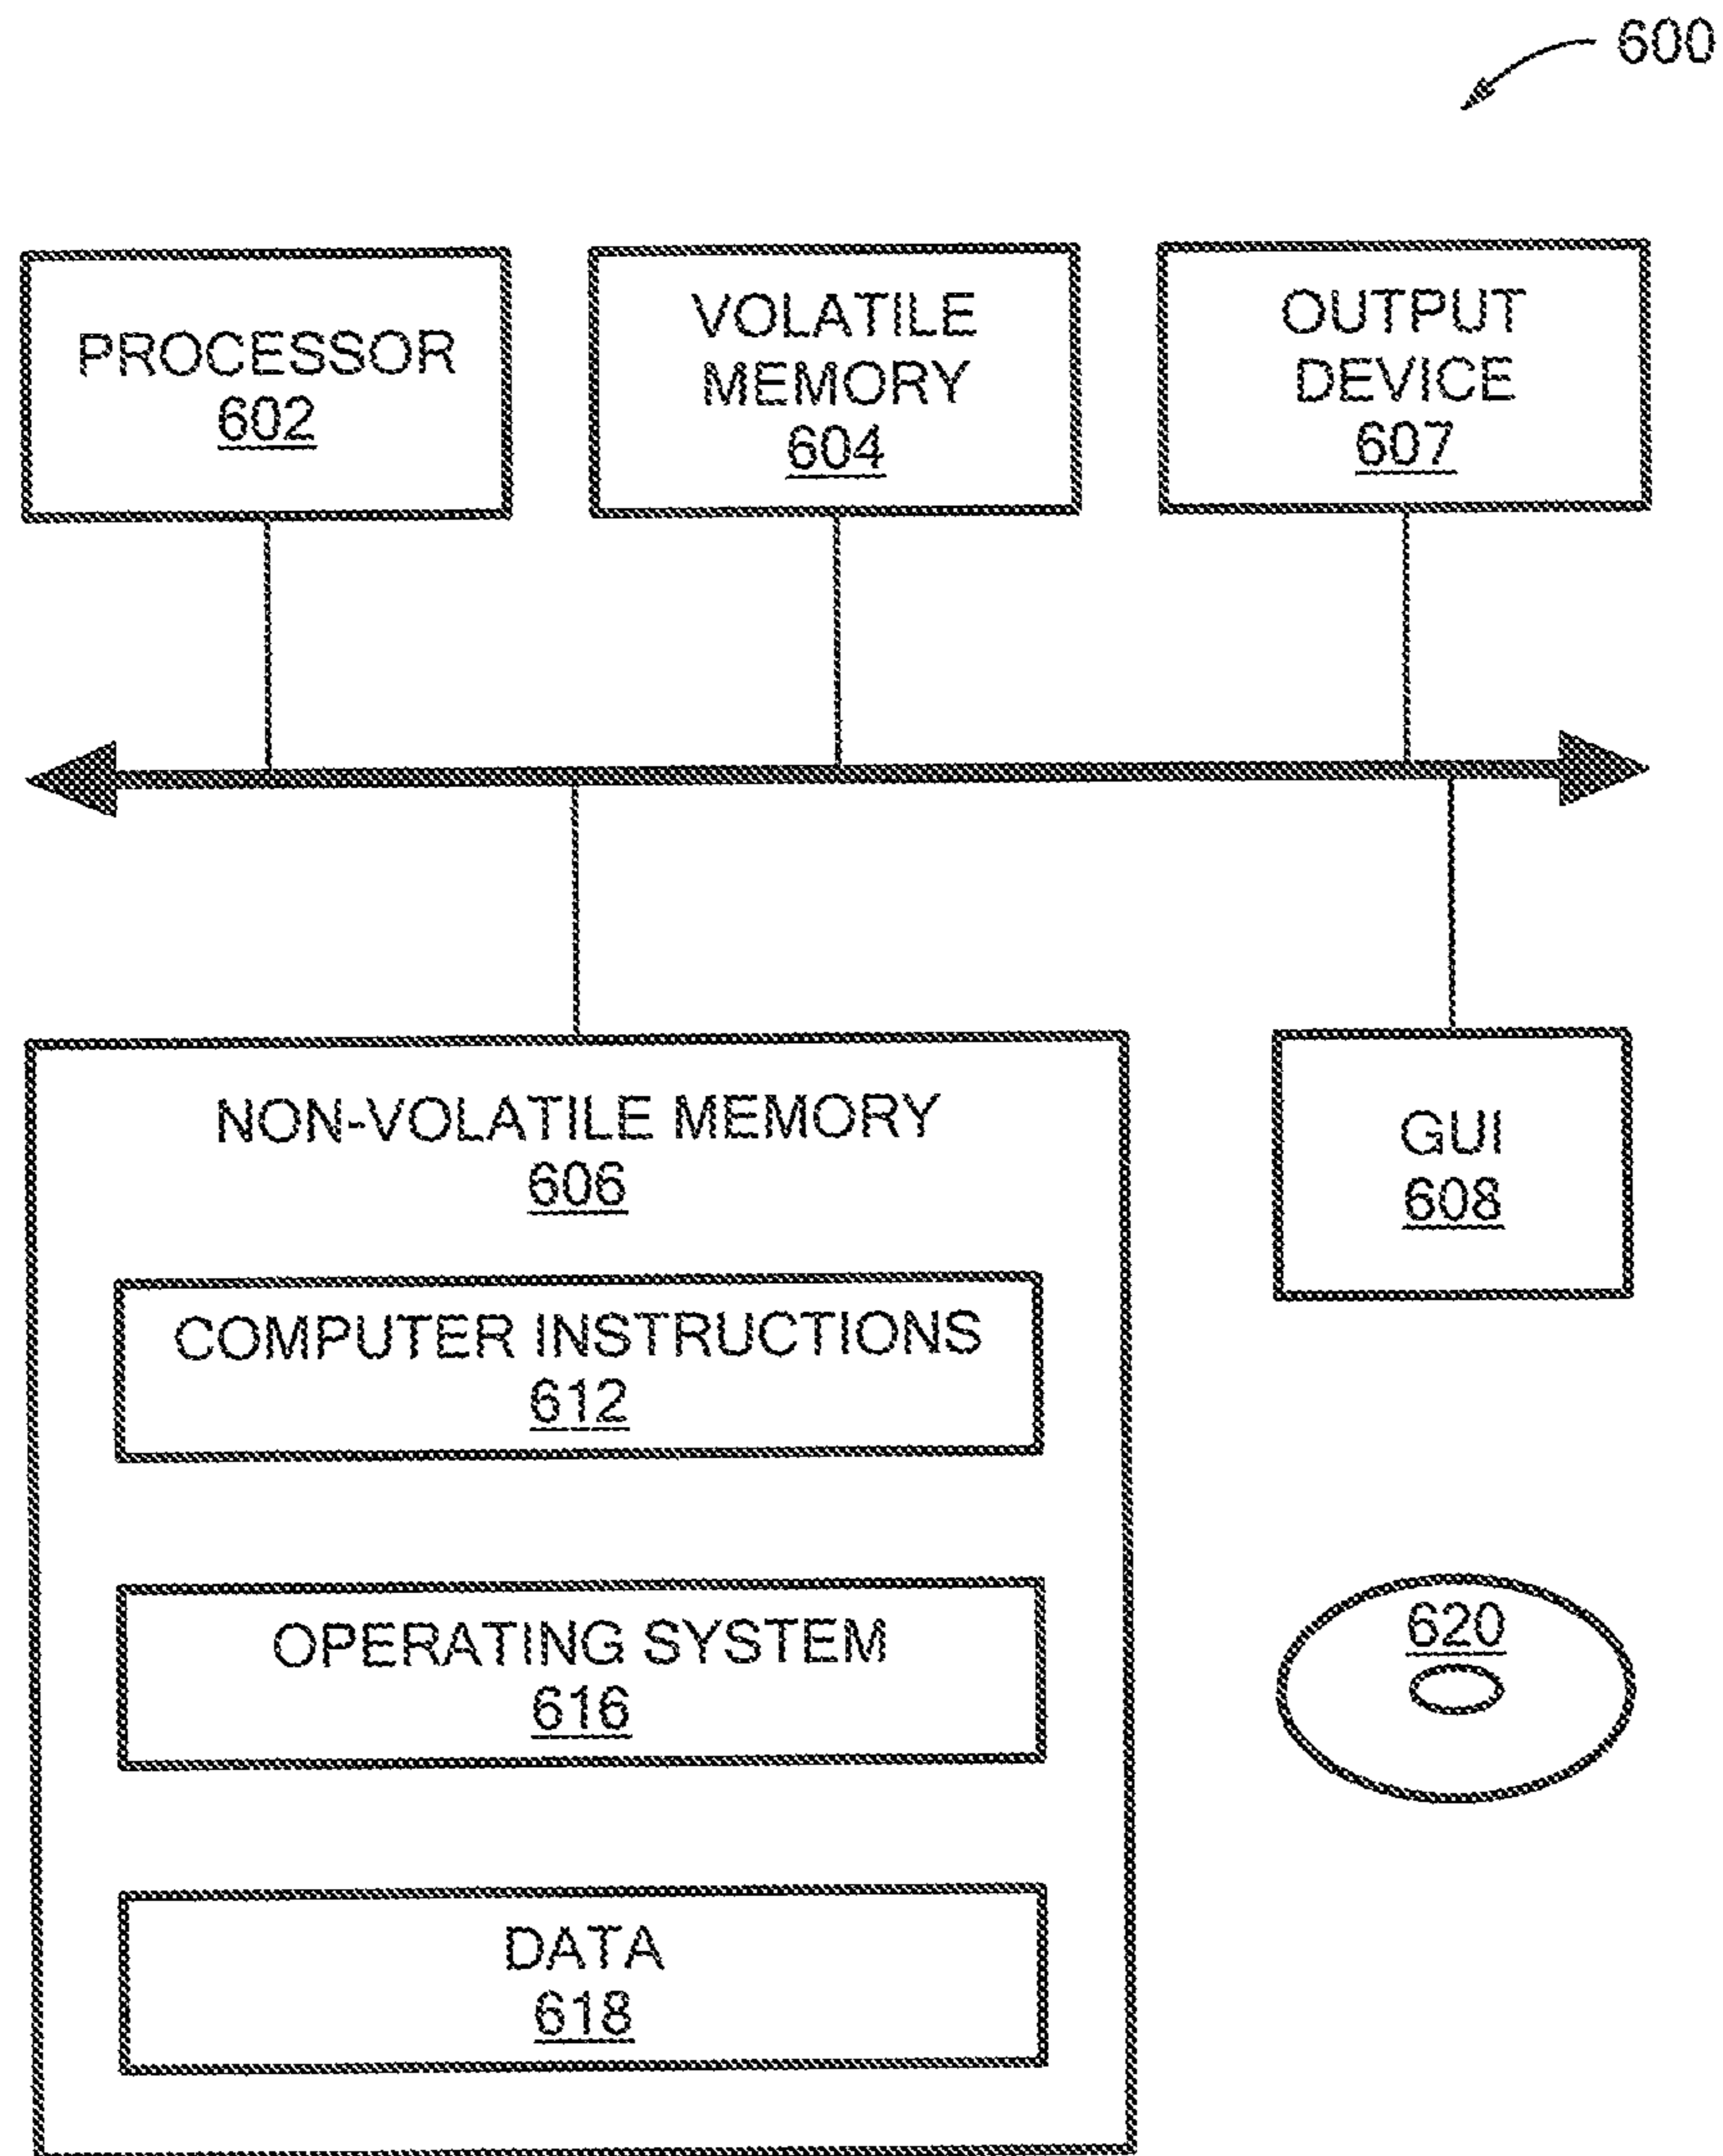 600
PROCESSOR
602
VOLATILE
MEMORY
604
OUTPUT
DEVICE
607
NON-VOLATILE MEMORY
606
GUI
608
COMPUTER INSTRUCTIONS
612
OPERATING SYSTEM
616
620
DATA
618